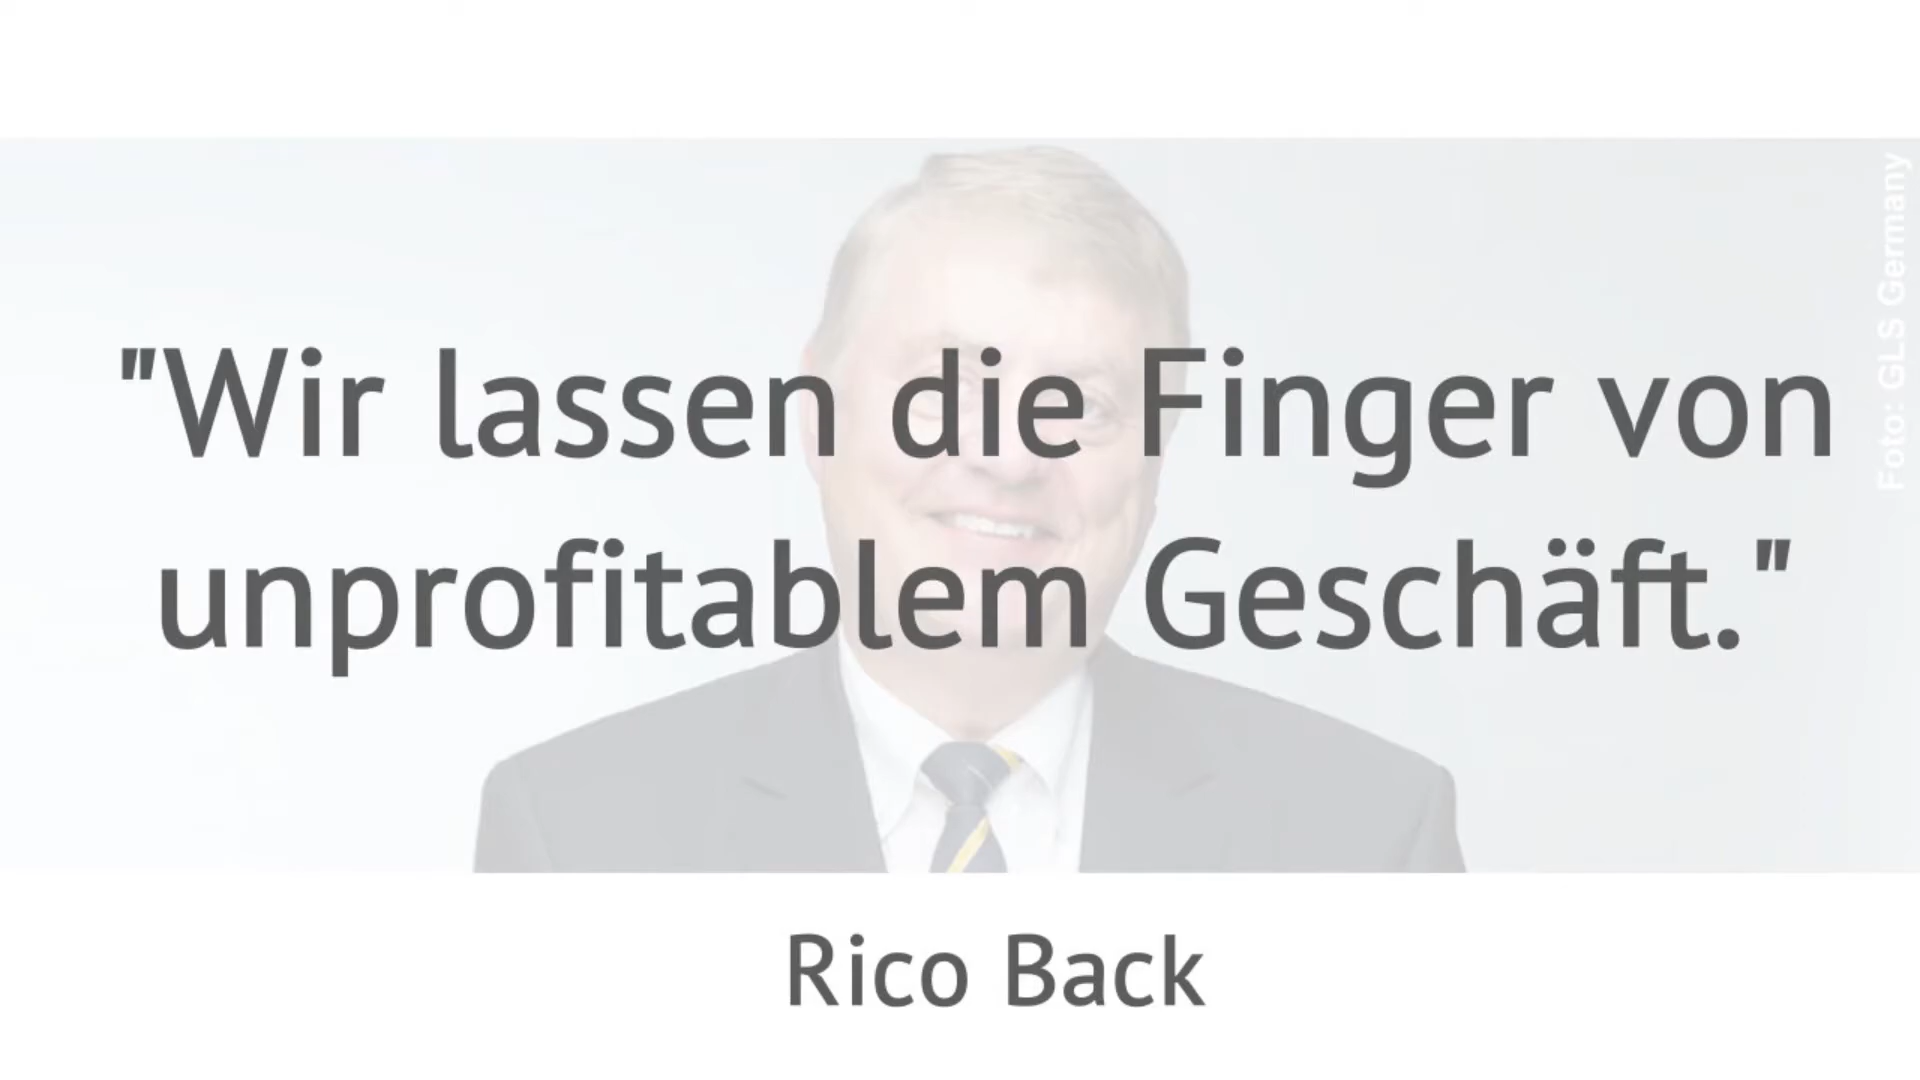 "Wir lassen die Finger von
unprofitablem Geschäft."
Rico Back
Foto: GLS Germany